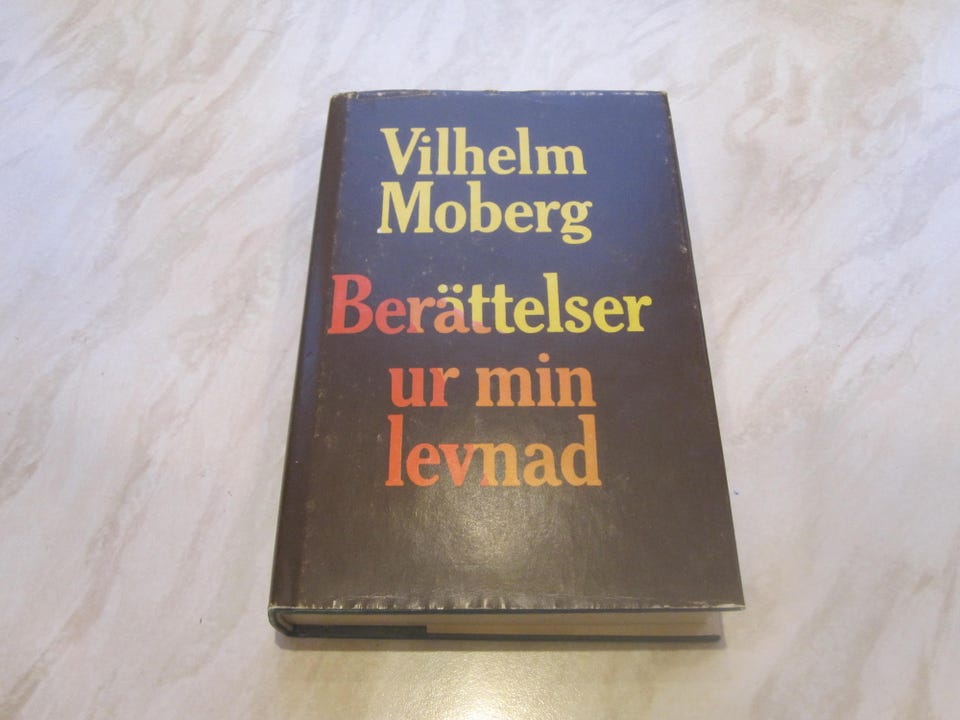 Vilhelm
Moberg
Berättelser
ur min
levnad